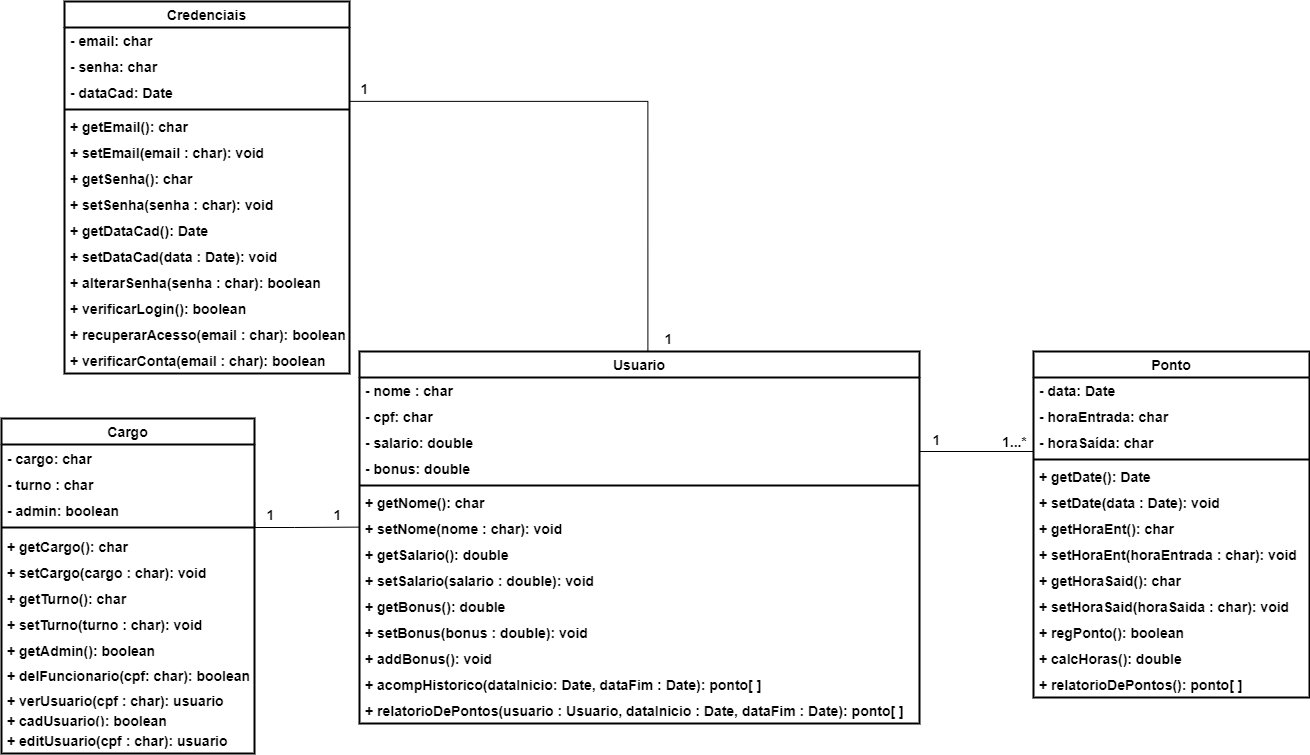 Credenciais
- email: char
- senha: char
- dataCad: Date
+ getEmail(): char
+ setEmail(email : char): void
+ getSenha(): char
+ setSenha(senha : char): void
+ getDataCad(): Date
+ setDataCad(data : Date): void
+ alterarSenha(senha : char): boolean
+ verificarLogin(): boolean
+ recuperarAcesso(email : char): boolean
+ verificarConta(email : char): boolean
1
1
Cargo
- cargo: char
- turno : char
- admin: boolean
+ getCargo(): char
+ setCargo(cargo : char): void
+ getTurno(): char
+ setTurno(turno : char): void
+ getAdmin(): boolean
+ delFuncionario(cpf: char): boolean
+ verUsuario(cpf : char): usuario
+ cadUsuario(): boolean
+ editUsuario(cpf : char): usuario
1
1
Usuario
- nome : char
- cpf: char
- salario: double
- bonus: double
+ getNome(): char
+ setNome(nome : char): void
+ getSalario(): double
+ setSalario(salario : double): void
+ getBonus(): double
+ setBonus(bonus : double): void
+ addBonus(): void
+ acompHistorico(dataInicio: Date, dataFim : Date): ponto[ ]
+ relatorioDePontos(usuario : Usuario, dataInicio : Date, dataFim : Date): ponto[ ]
1
1...*
Ponto
- data: Date
- horaEntrada: char
- horaSaída: char
+ getDate(): Date
+ setDate(data : Date): void
+ getHoraEnt(): char
+ setHoraEnt(horaEntrada : char): void
+ getHoraSaid(): char
+ setHoraSaid(horaSaida : char): void
+ regPonto(): boolean
+ calcHoras(): double
+ relatorioDePontos(): ponto[ ]